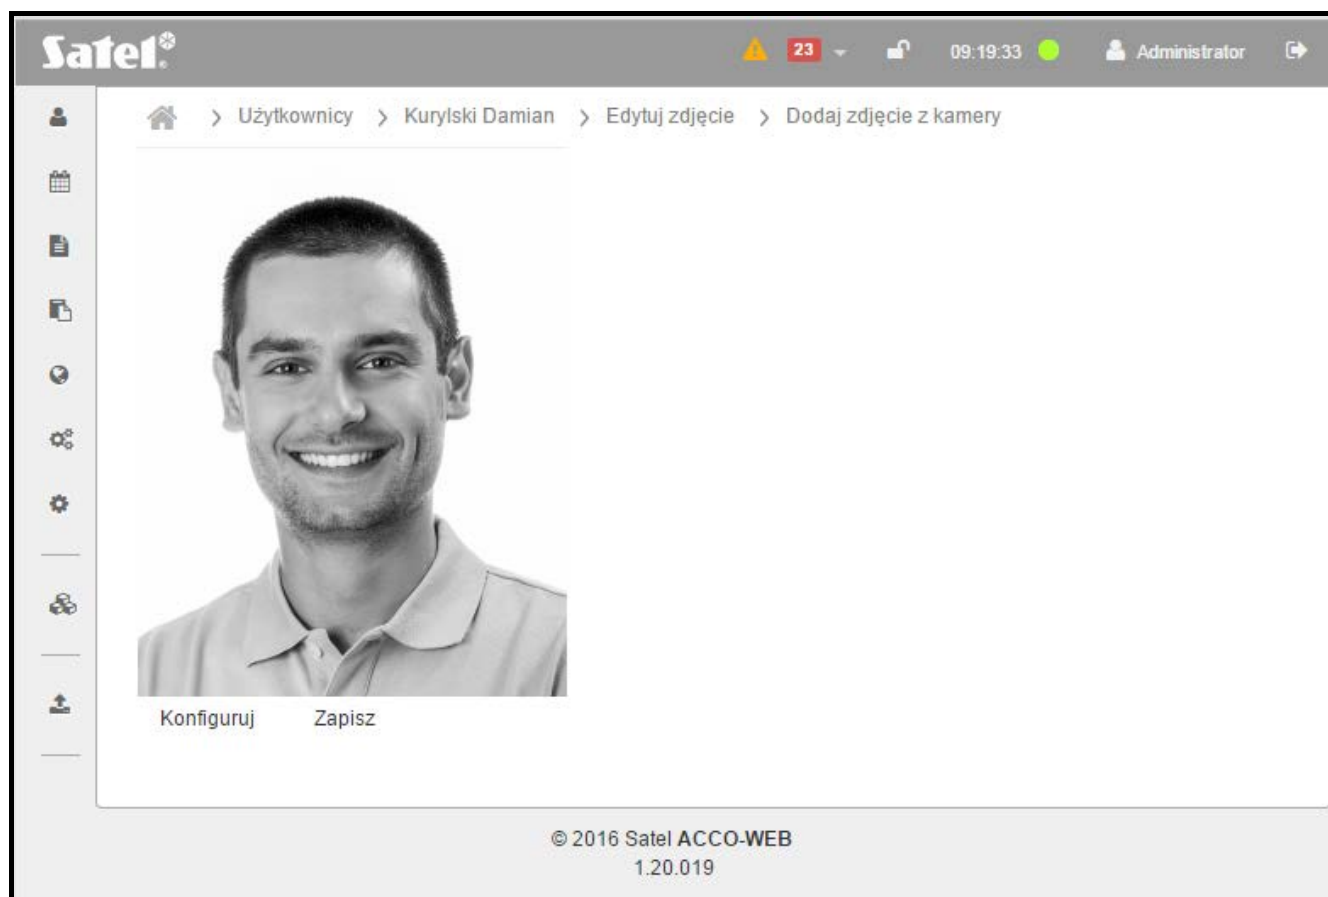 Satel®
23 09:19:33 Administrator
> Użytkownicy > Kurylski Damian > Edytuj zdjęcie > Dodaj zdjęcie z kamery
Konfiguruj Zapisz
© 2016 Satel ACCO-WEB
1.20.019